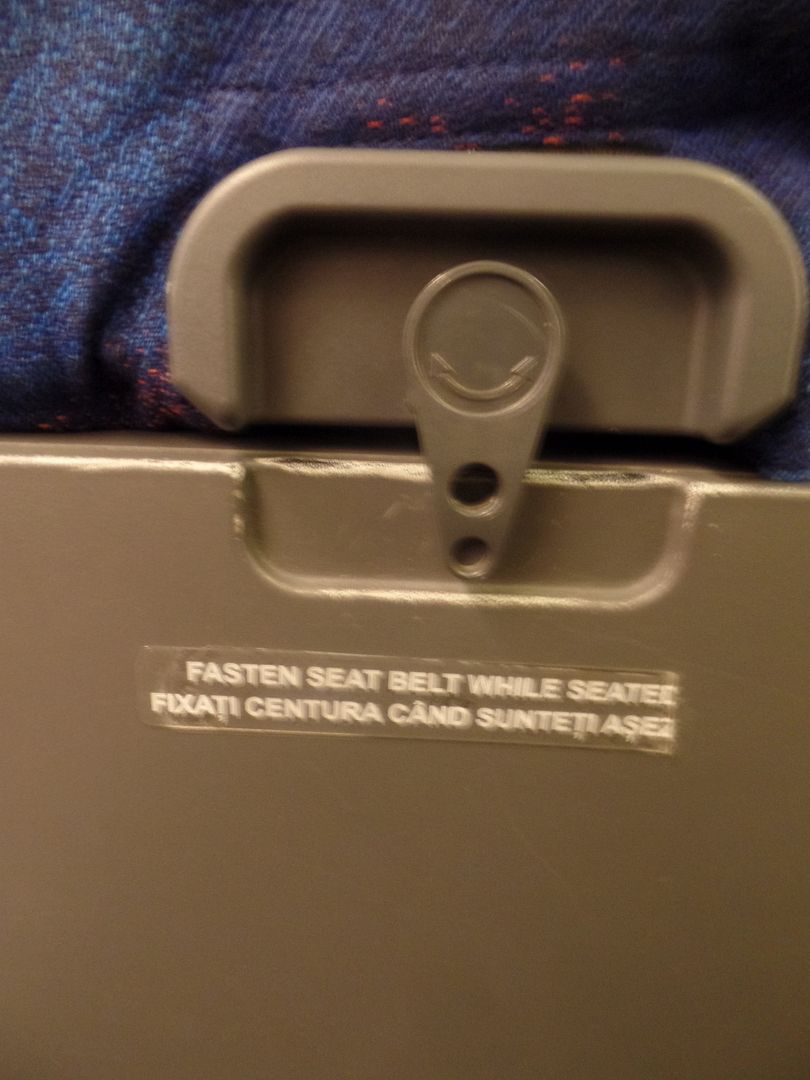 FASTEN SEAT BELT WHILE SEATED
FIXAȚI CENTURA CÂND SUNTEȚI AȘEZ